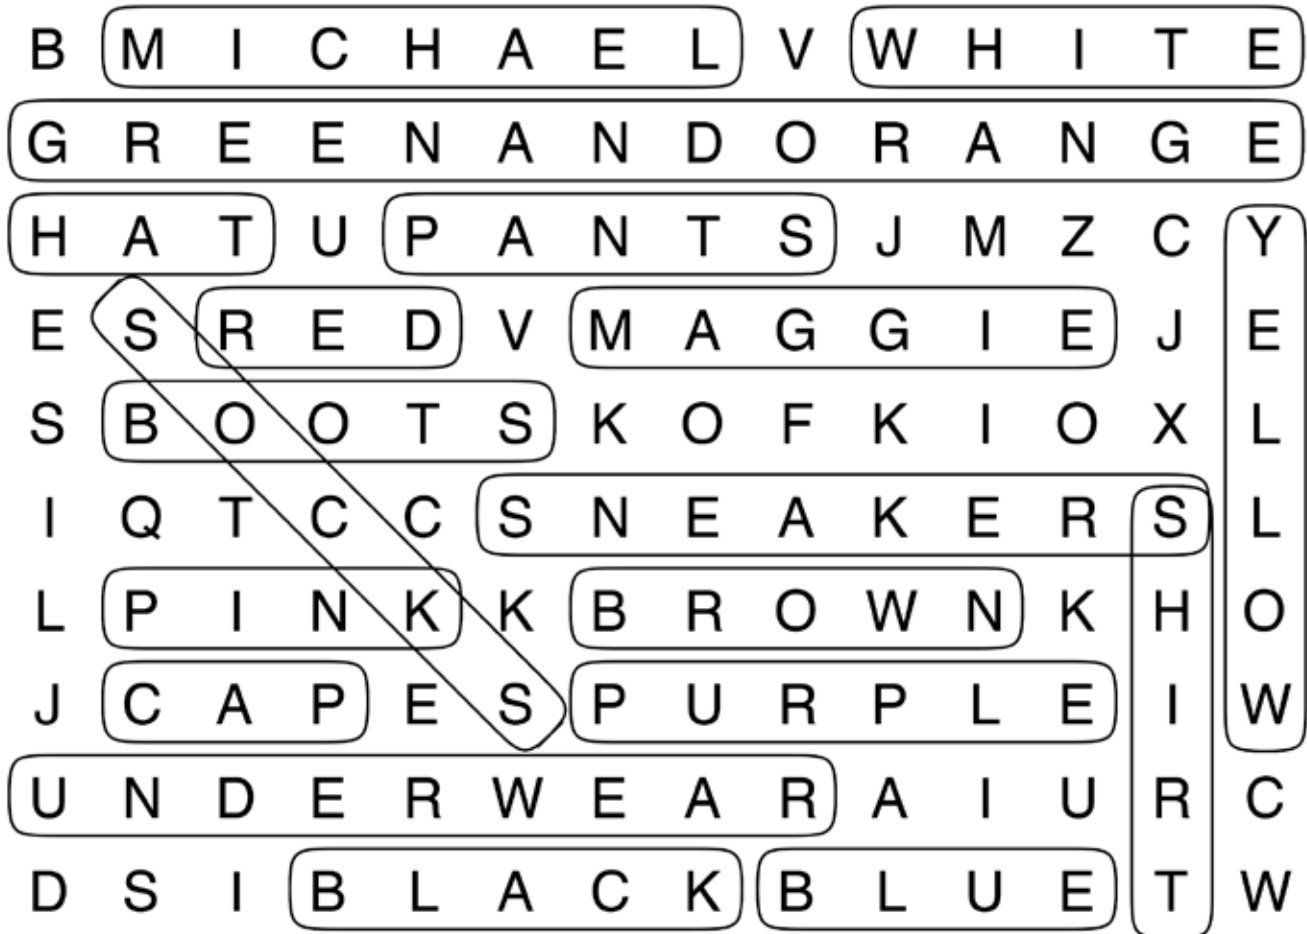 B M I C H A E L V W H I T E
G R E E N A N D O R A N G E
H A T U P A N T S J M Z C Y
E S R E D V M A G G I E J E
S B O O T S K O F K I O X L
I Q T C C S N E A K E R S L
L P I N K K B R O W N K H O
J C A P E S P U R P L E I W
U N D E R W E A R A I U R C
D S I B L A C K B L U E T W